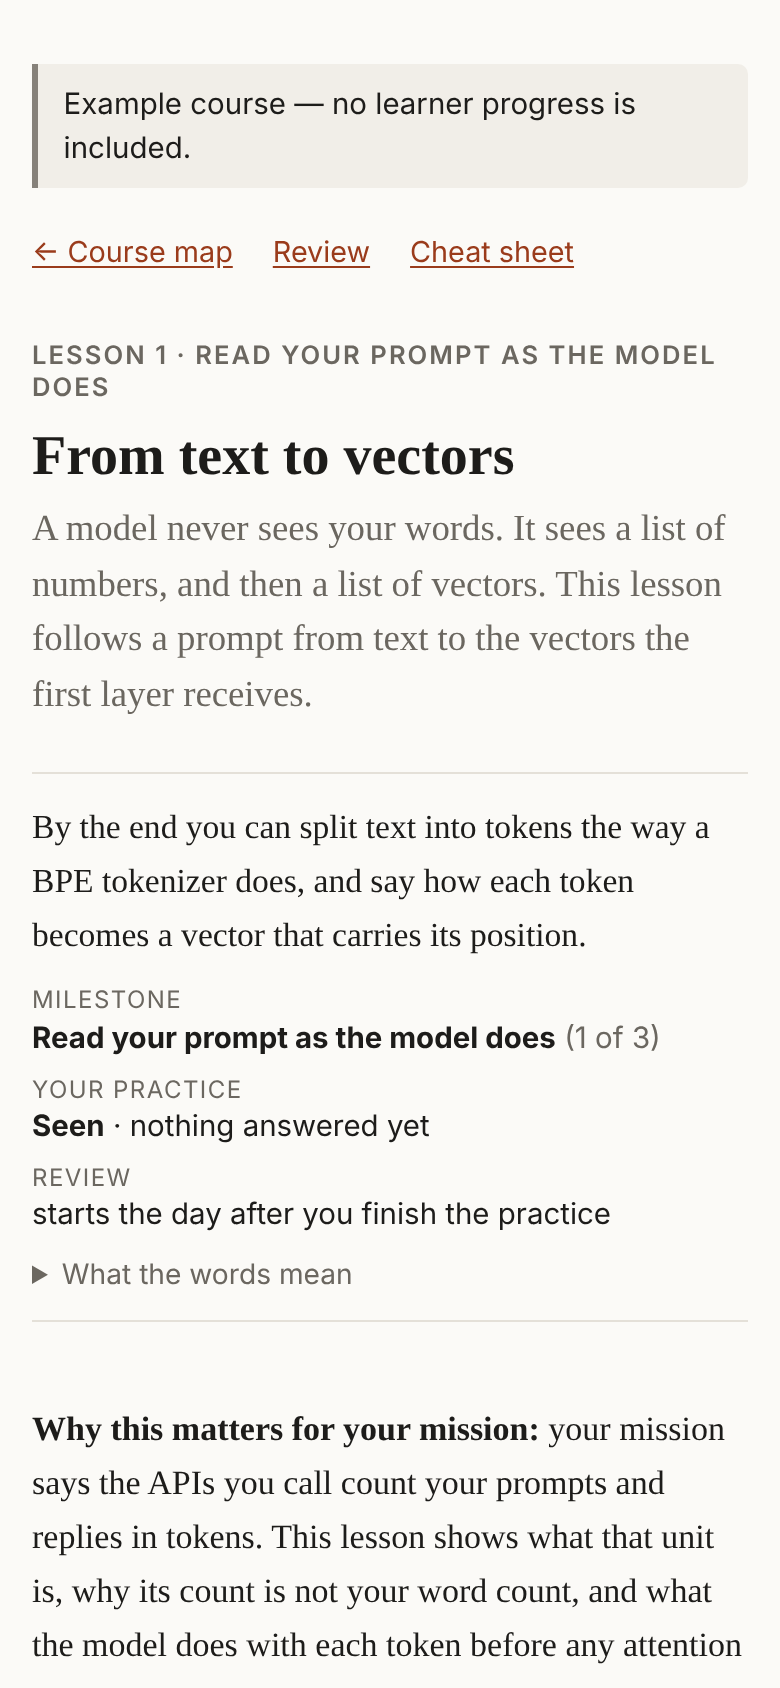 Example course — no learner progress is
included.
← Course map Review Cheat sheet
LESSON 1 · READ YOUR PROMPT AS THE MODEL
DOES
From text to vectors
A model never sees your words. It sees a list of
numbers, and then a list of vectors. This lesson
follows a prompt from text to the vectors the
first layer receives.
By the end you can split text into tokens the way a
BPE tokenizer does, and say how each token
becomes a vector that carries its position.
MILESTONE
Read your prompt as the model does (1 of 3)
YOUR PRACTICE
Seen · nothing answered yet
REVIEW
starts the day after you finish the practice
▶ What the words mean
Why this matters for your mission: your mission
says the APIs you call count your prompts and
replies in tokens. This lesson shows what that unit
is, why its count is not your word count, and what
the model does with each token before any attention